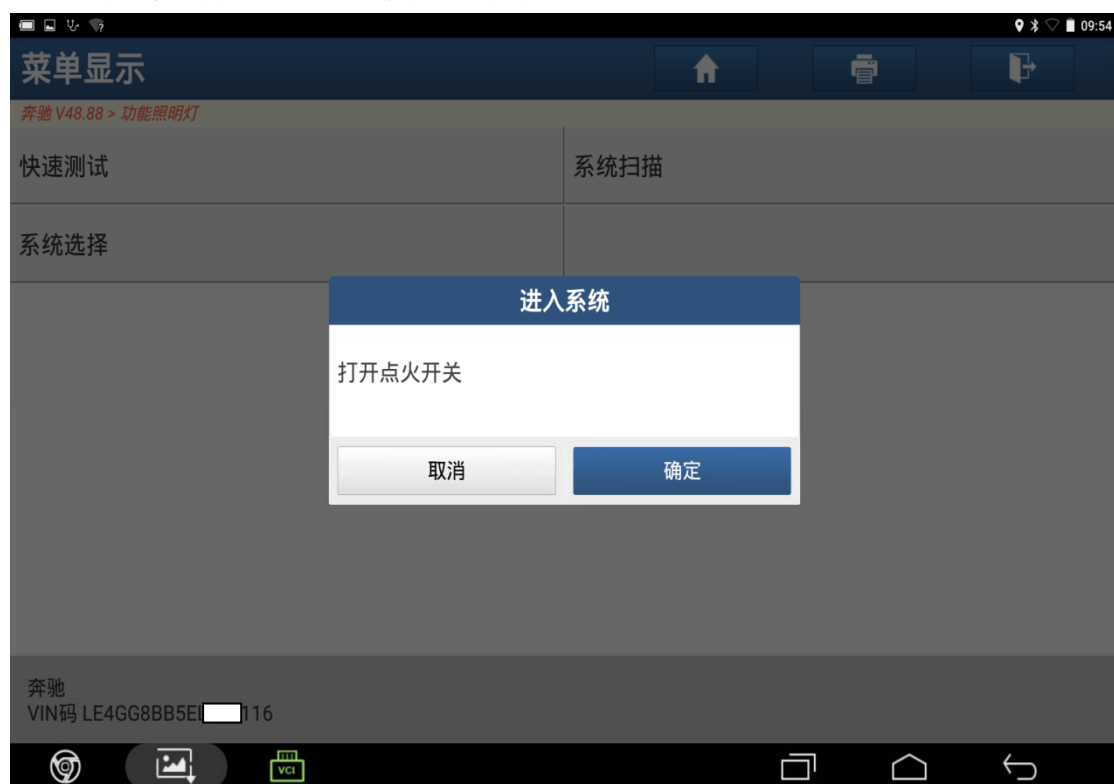 09:54
菜单显示
奔驰 V48.88 > 功能照明灯
快速测试
系统扫描
系统选择
进入系统
打开点火开关
取消
确定
奔驰
VIN码 LE4GG8BB5E 116
VCI